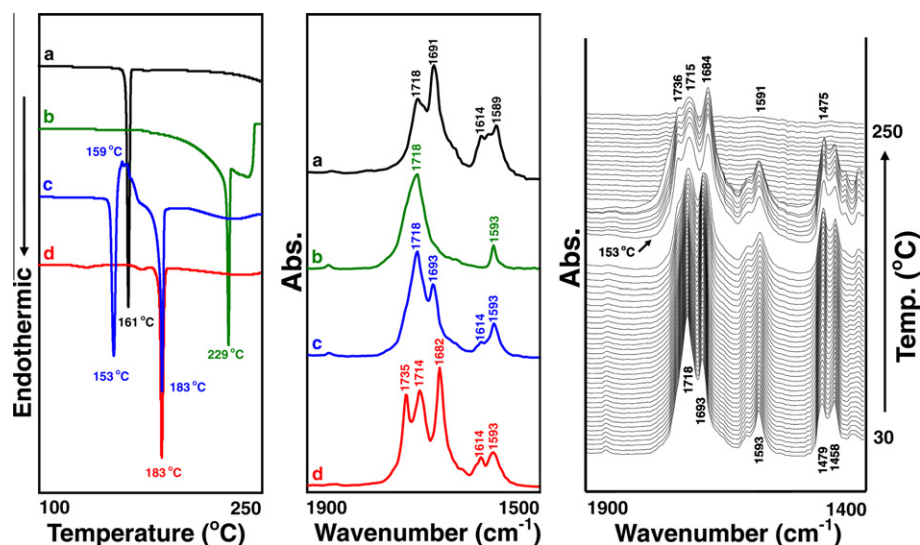 Endothermic
a
b
159 °C
c
d
161 °C
229 °C
153 °C
183 °C
183 °C
100
250
Temperature (°C)
Abs.
1691
1718
1614
1589
a
1718
1593
b
1718
1693
1614
1593
c
1735
1714
1682
1614
1593
d
1900
1500
Wavenumber (cm-1)
Abs.
1736
1715
1684
1591
1475
250
153 °C
1718
1693
1593
1479
1458
30
Temp. (°C)
1900
1400
Wavenumber (cm-1)